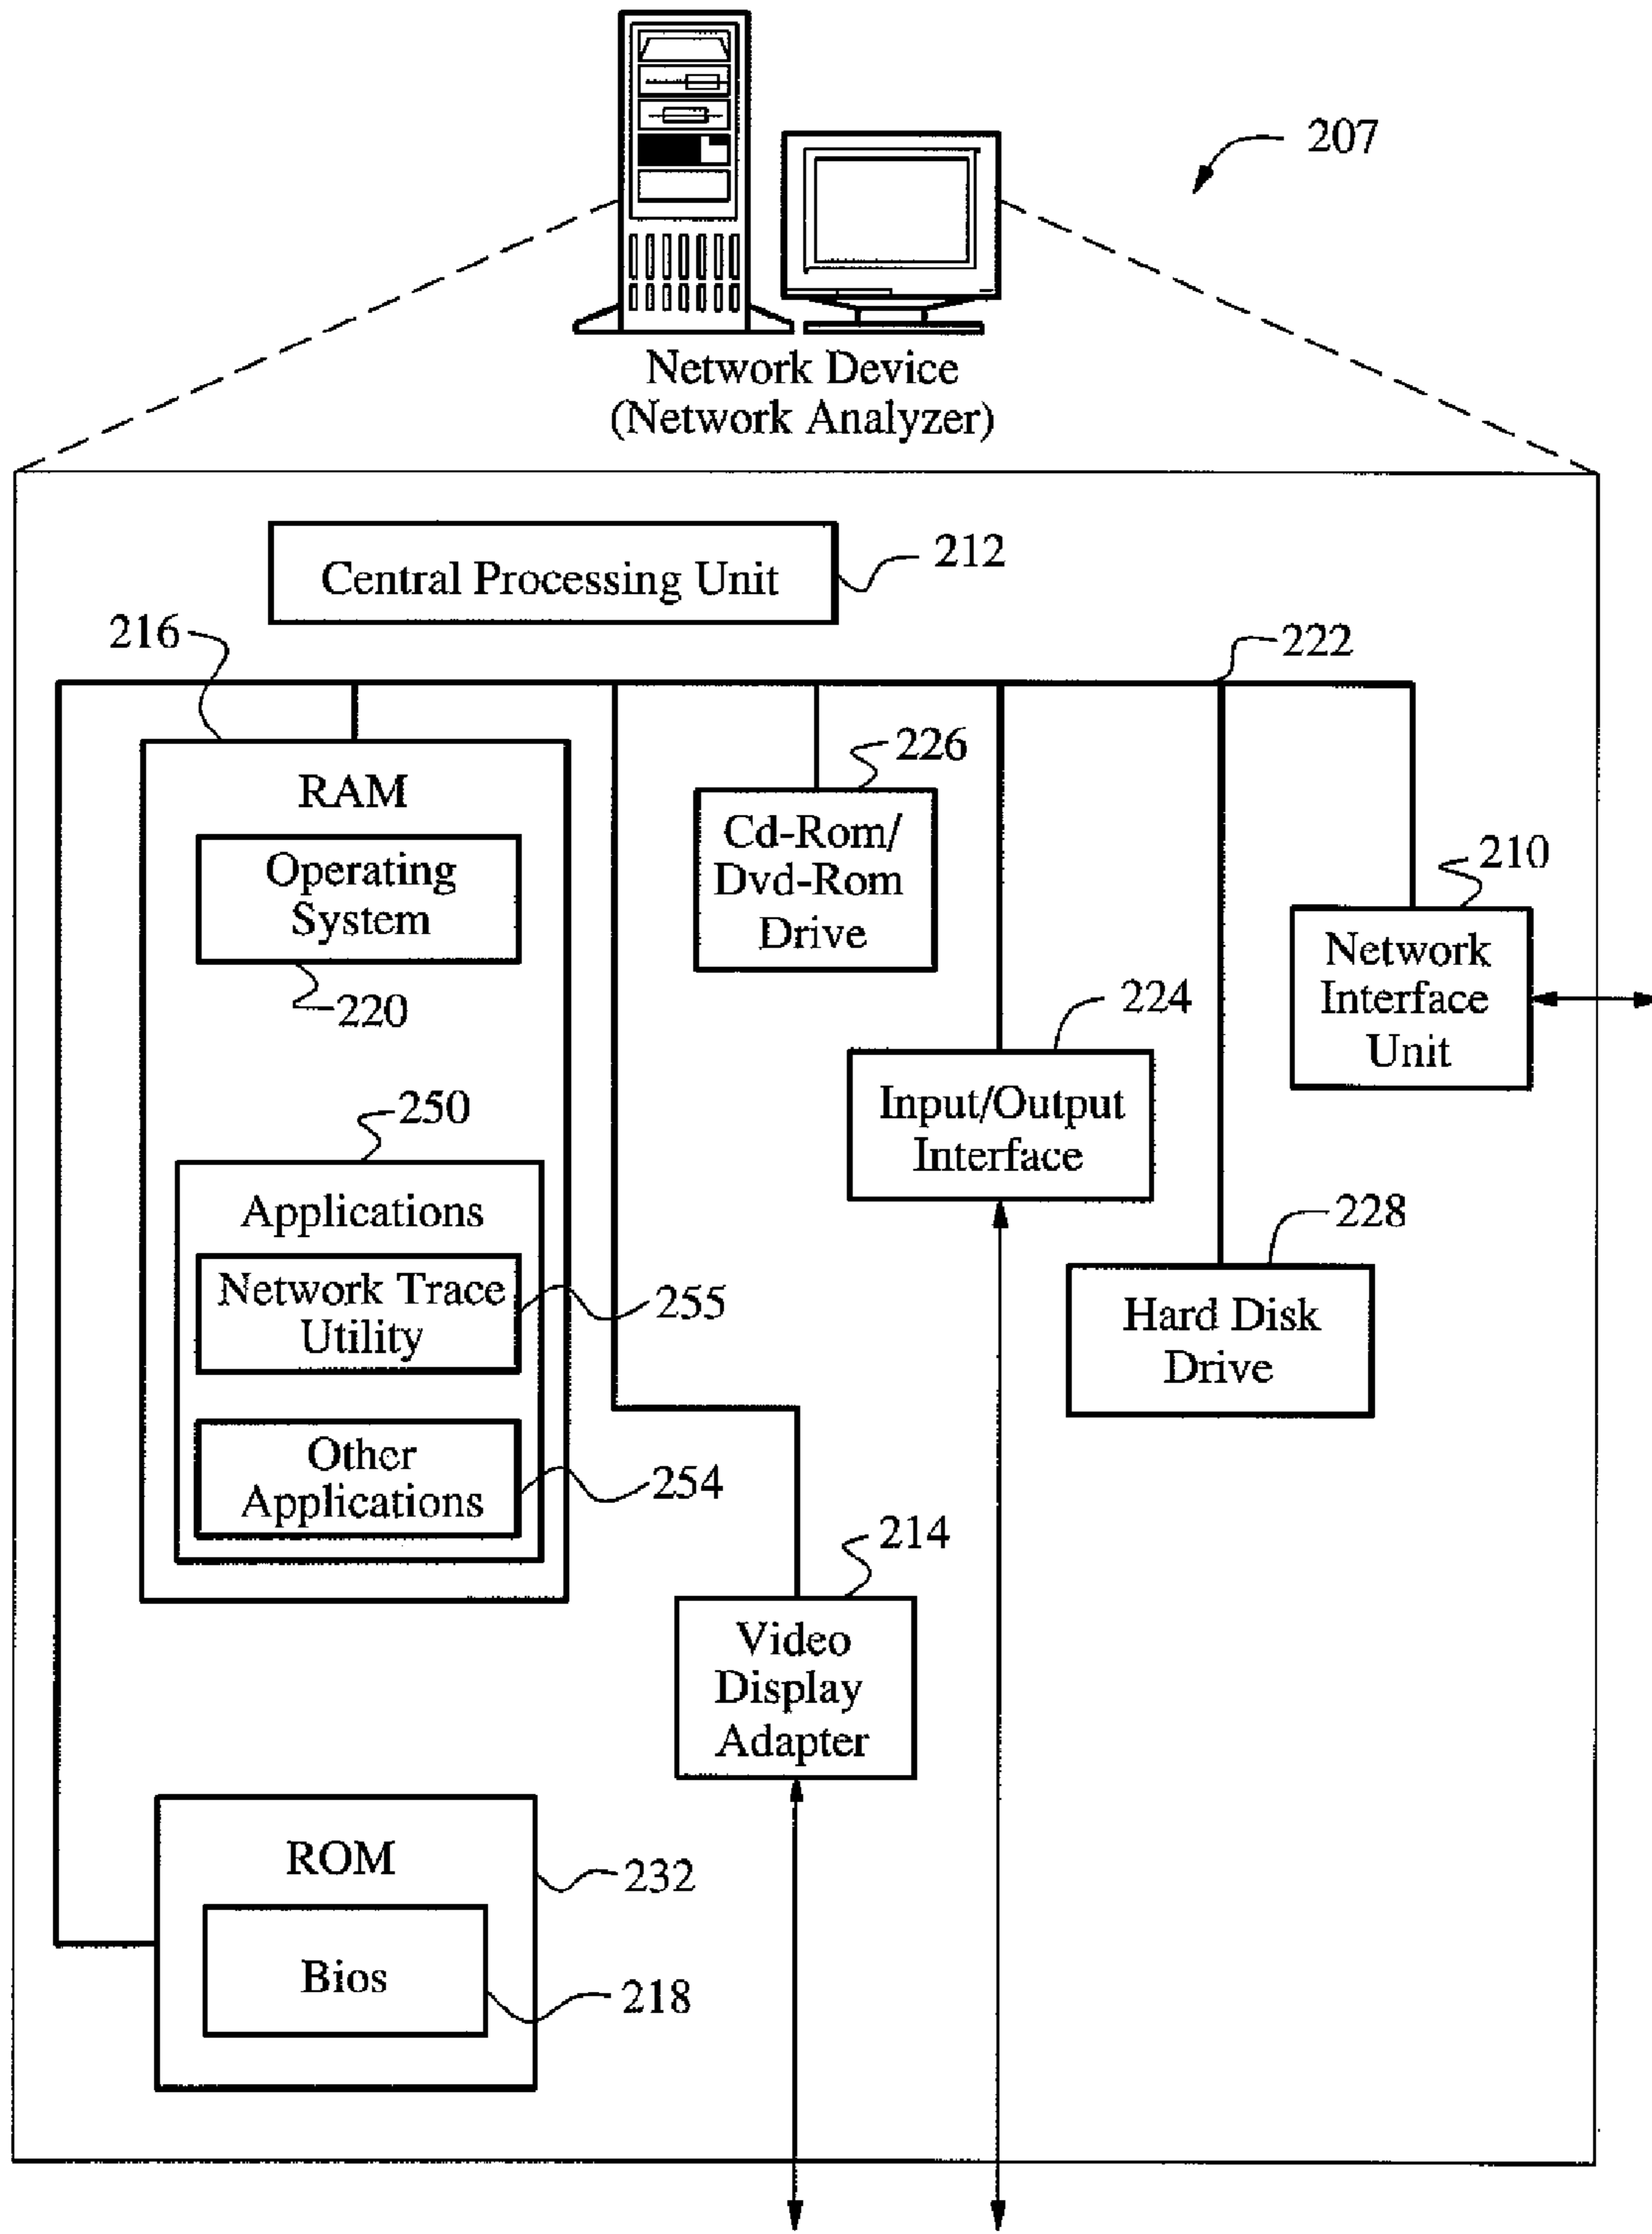 207
Network Device
(Network Analyzer)
212
Central Processing Unit
216
222
RAM
226
Cd-Rom/
Dvd-Rom
Drive
Operating
System
220
210
Network
Interface
Unit
224
Input/Output
Interface
250
Applications
Network Trace
Utility
255
228
Hard Disk
Drive
Other
Applications
254
214
Video
Display
Adapter
ROM
232
Bios
218